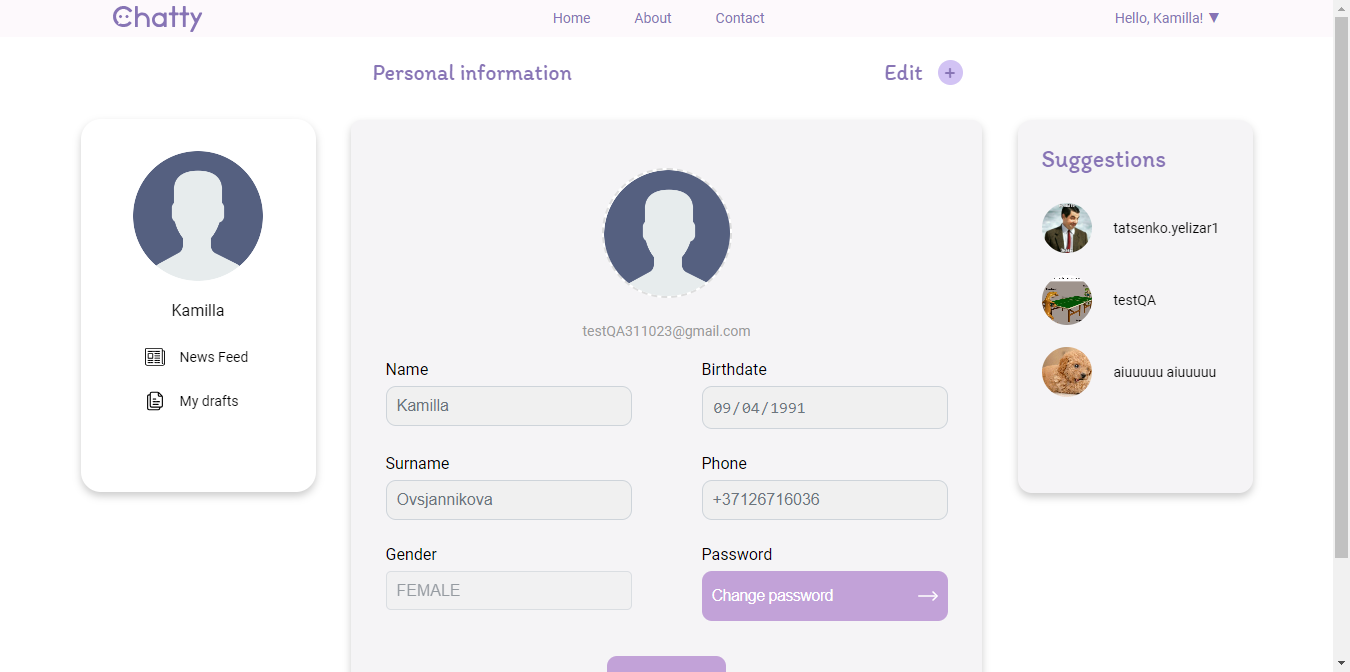 Chatty
Home About Contact
Hello, Kamilla! ▼
Personal information
Edit +
Kamilla
News Feed
My drafts
testQA311023@gmail.com
Name
Kamilla
Birthdate
09/04/1991
Surname
Ovsjannikova
Phone
+37126716036
Gender
FEMALE
Password
Change password →
Suggestions
tatsenko.yelizar1
testQA
aiuuuuu aiuuuuu